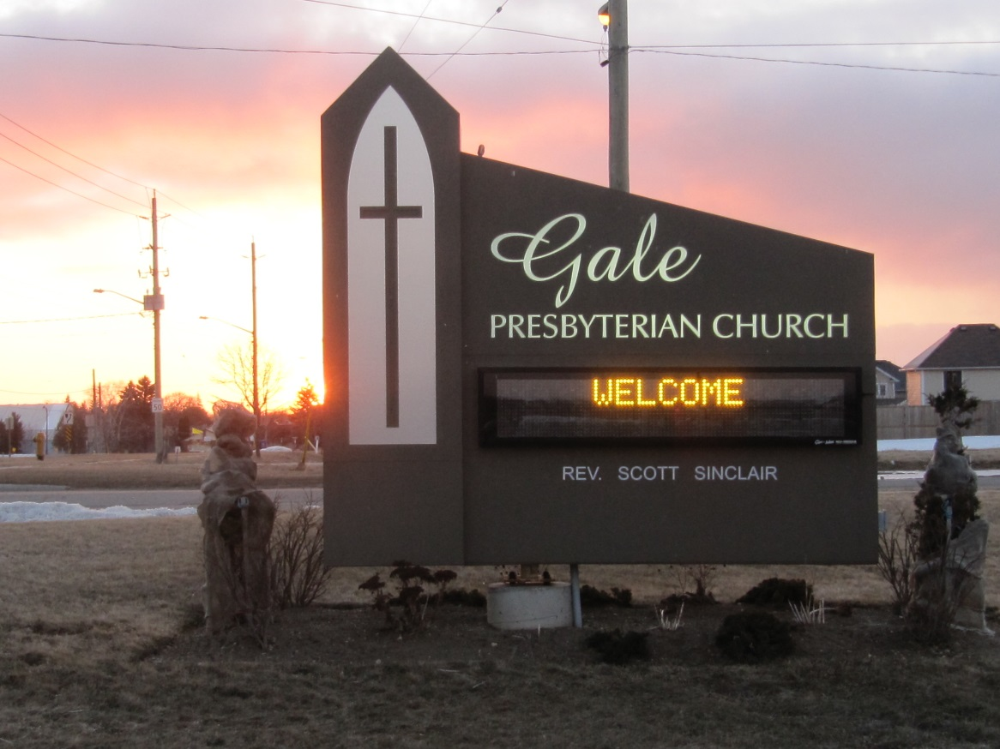 Gale
PRESBYTERIAN CHURCH
WELCOME
REV. SCOTT SINCLAIR